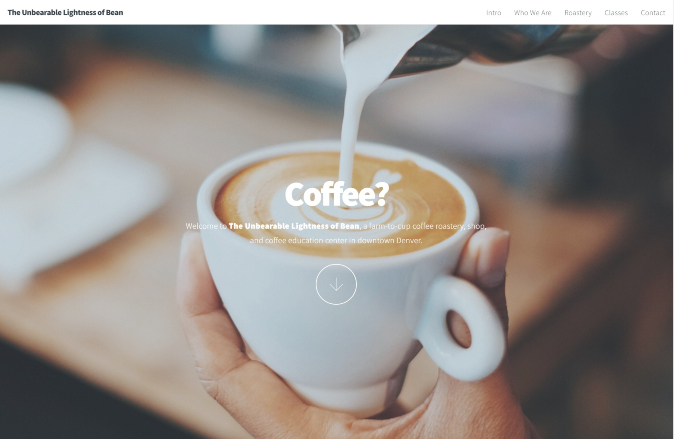 The Unbearable Lightness of Bean
Intro Who We Are Roastery Classes Contact
Coffee?
Welcome to The Unbearable Lightness of Bean, a farm-to-cup coffee roastery, shop,
and coffee education center in downtown Denver.